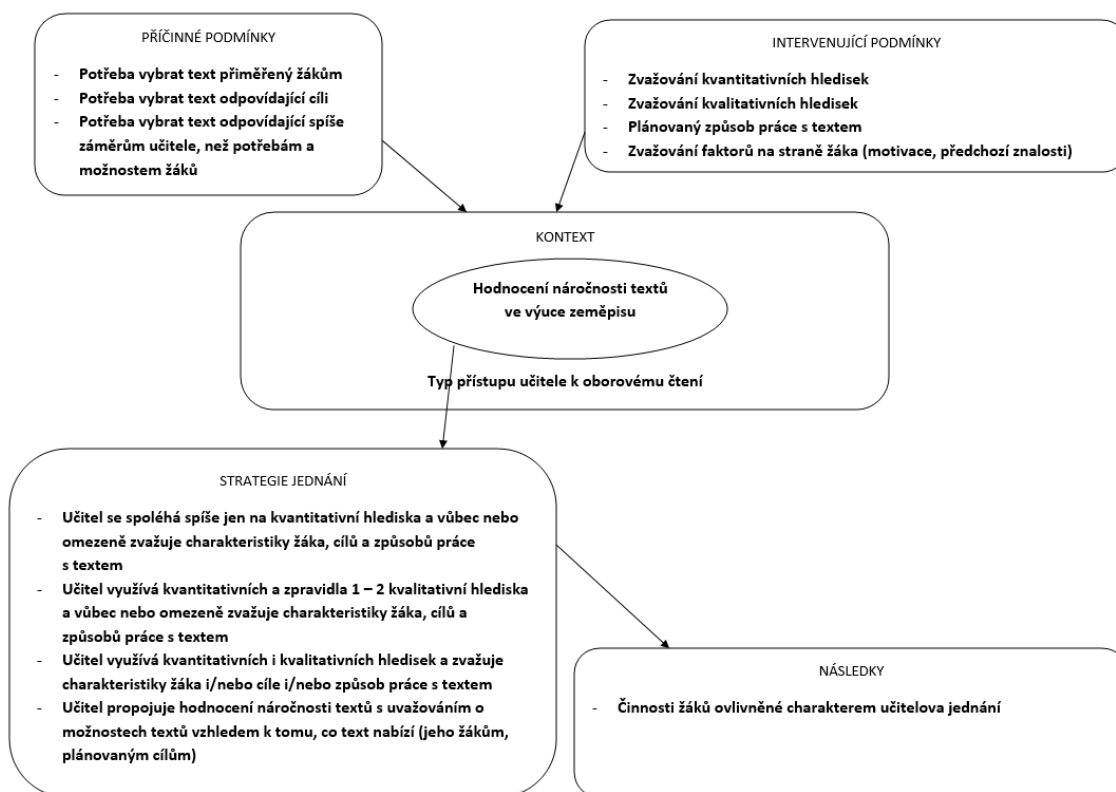 PŘÍČINNÉ PODMÍNKY
- Potřeba vybrat text přiměřený žákům
- Potřeba vybrat text odpovídající cíli
- Potřeba vybrat text odpovídající spíše
záměrům učitele, než potřebám a
možnostem žáků
INTERVENUJÍCÍ PODMÍNKY
- Zvažování kvantitativních hledisek
- Zvažování kvalitativních hledisek
- Plánovaný způsob práce s textem
- Zvažování faktorů na straně žáka (motivace, předchozí znalosti)
KONTEXT
Hodnocení náročnosti textů
ve výuce zeměpisu
Typ přístupu učitele k oborovému čtení
STRATEGIE JEDNÁNÍ
- Učitel se spoléhá spíše jen na kvantitativní hlediska a vůbec nebo
omezeně zvažuje charakteristiky žáka, cílů a způsobů práce
s textem
- Učitel využívá kvantitativních a zpravidla 1 – 2 kvalitativní hlediska
a vůbec nebo omezeně zvažuje charakteristiky žáka, cílů a
způsobů práce s textem
- Učitel využívá kvantitativních i kvalitativních hledisek a zvažuje
charakteristiky žáka i/nebo cíle i/nebo způsob práce s textem
- Učitel propojuje hodnocení náročnosti textů s uvažováním o
možnostech textů vzhledem k tomu, co text nabízí (jeho žákům,
plánovaným cílům)
NÁSLEDKY
- Činnosti žáků ovlivněné charakterem učitelova jednání